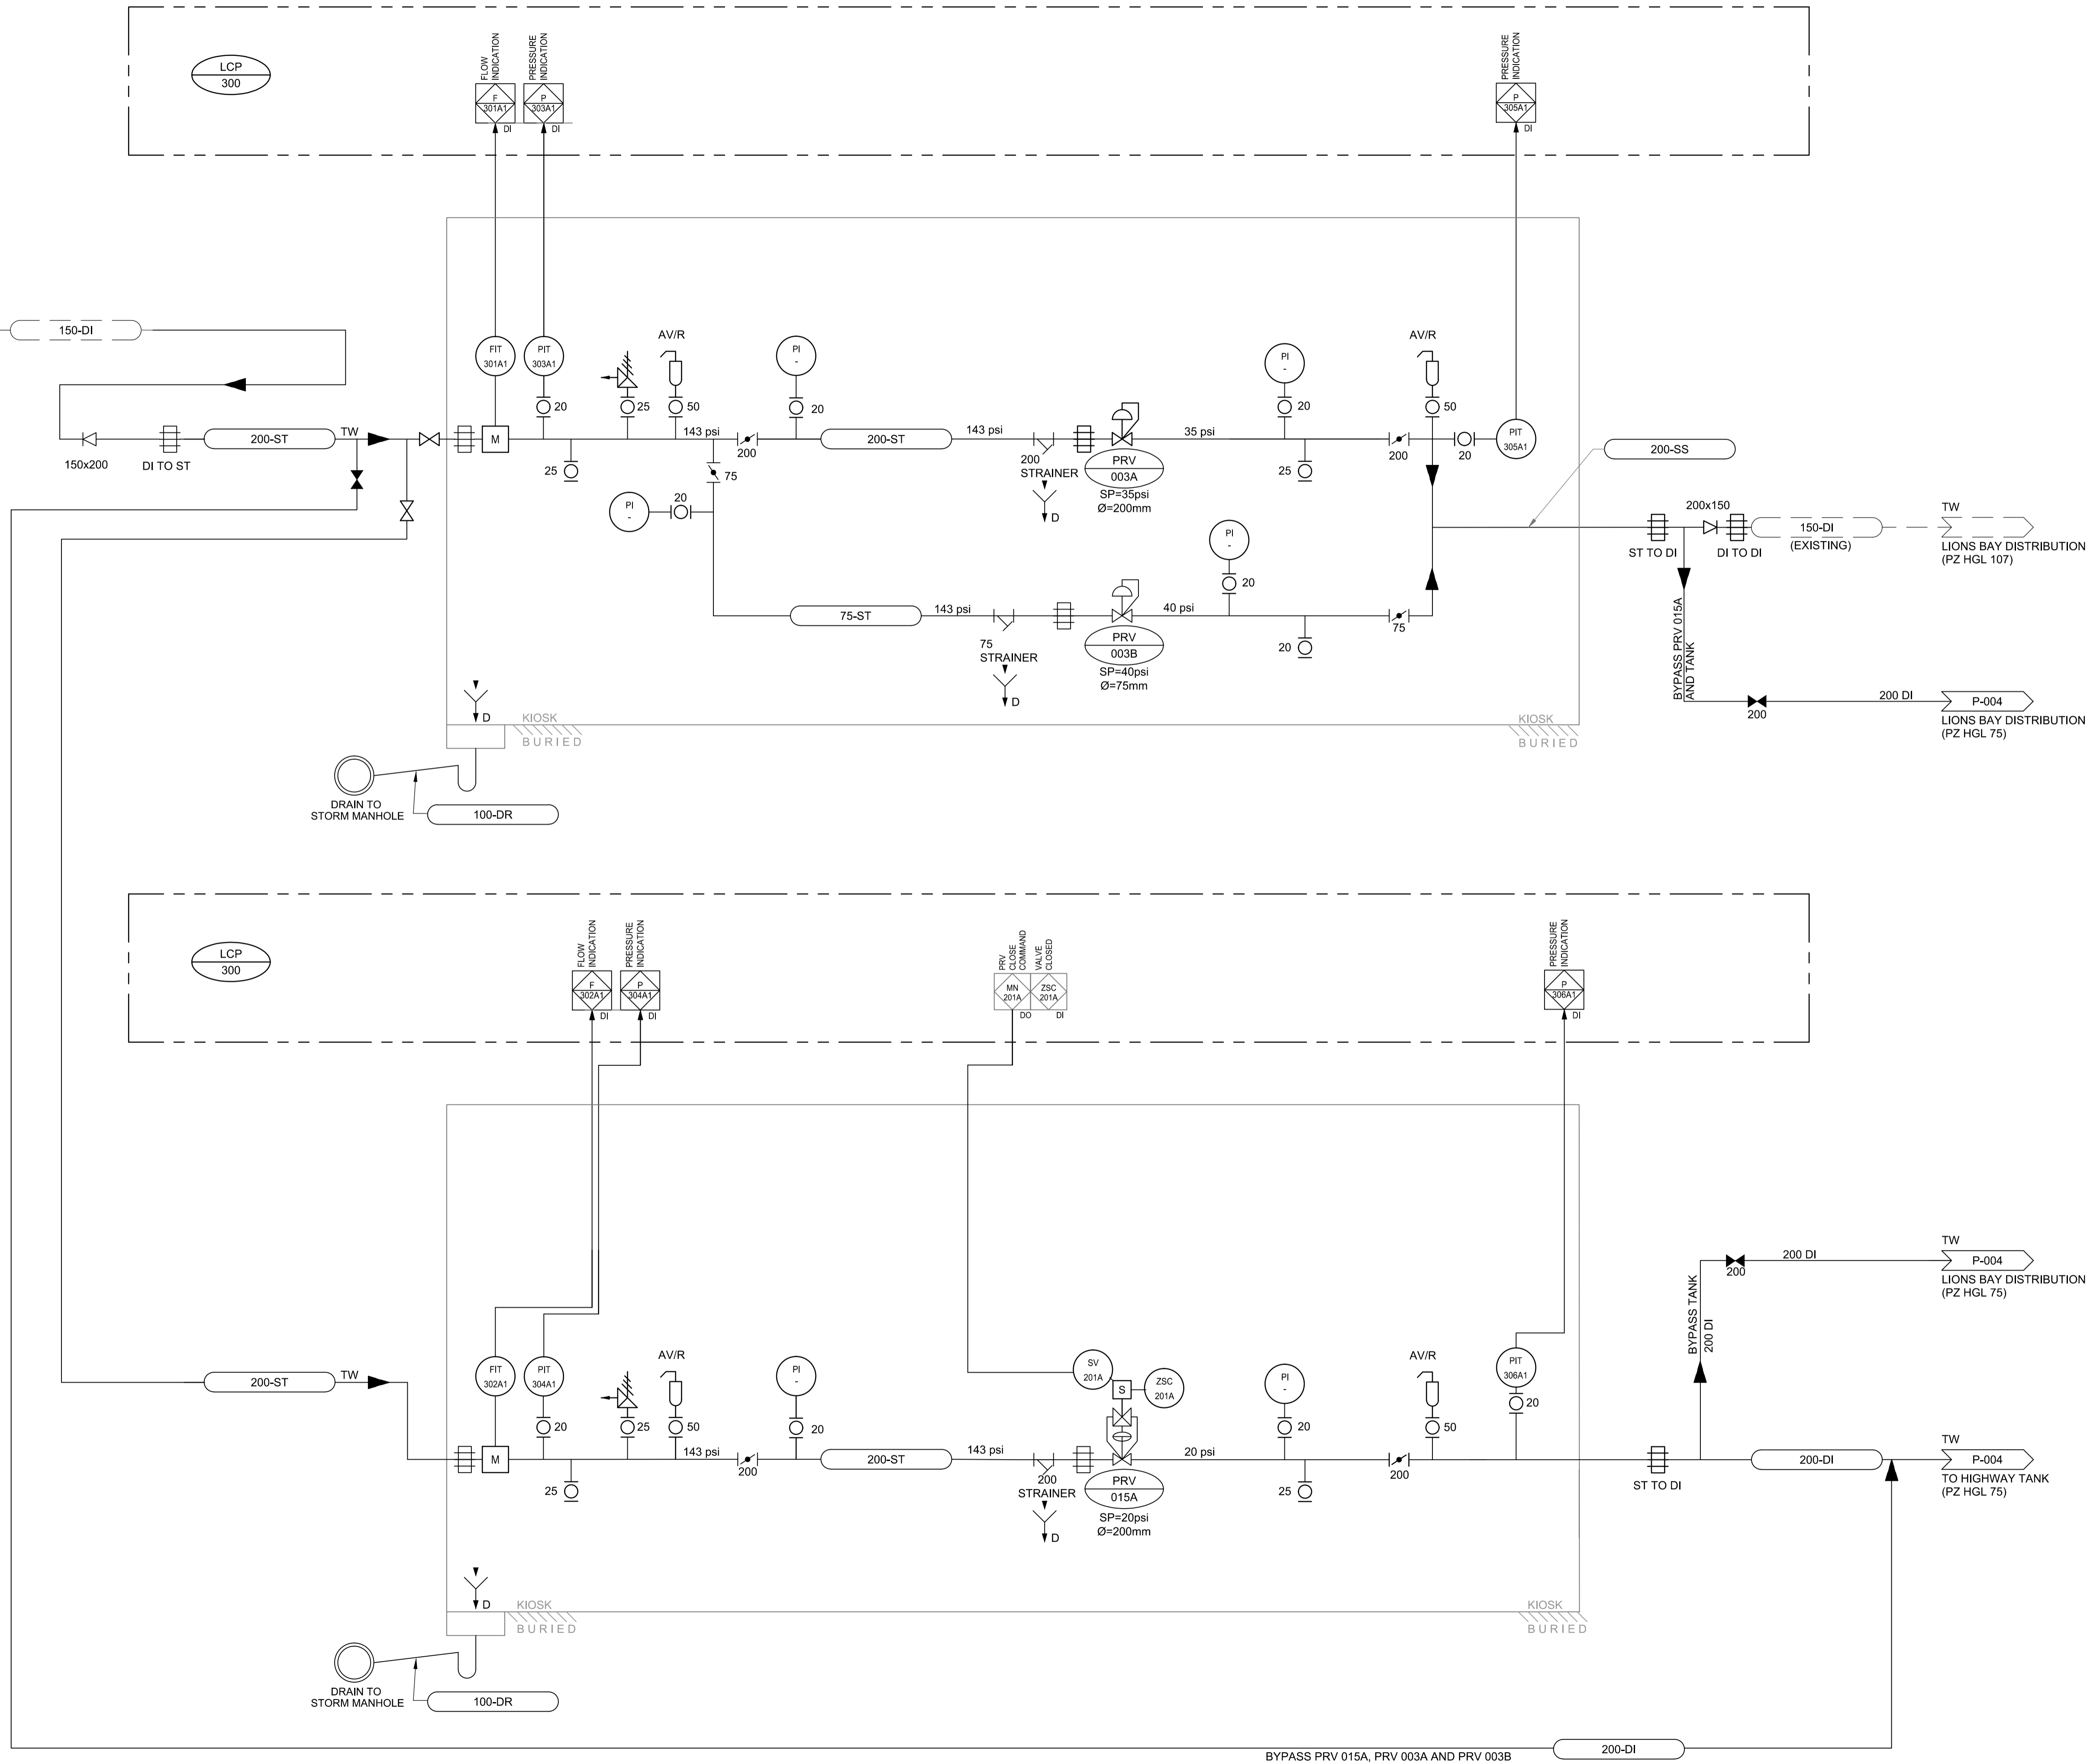 LCP
300
FLOW
INDICATION
PRESSURE
INDICATION
PRESSURE
INDICATION
F
301A1
DI
P
303A1
DI
P
305A1
DI
150-DI
FIT
301A1
PIT
303A1
AV/R
PI
-
PI
-
AV/R
20
25
50
20
20
50
150x200
DI TO ST
200-ST
TW
M
143 psi
200
200-ST
143 psi
35 psi
200
20
PIT
305A1
200-SS
25
75
200
STRAINER
D
PRV
003A
SP=35psi
Ø=200mm
25
PI
-
20
PI
-
20
200x150
ST TO DI
DI TO DI
150-DI
(EXISTING)
TW
LIONS BAY DISTRIBUTION
(PZ HGL 107)
75-ST
143 psi
40 psi
75
75
STRAINER
D
PRV
003B
SP=40psi
Ø=75mm
20
BYPASS PRV 015A
AND TANK
200
200 DI
P-004
LIONS BAY DISTRIBUTION
(PZ HGL 75)
D
KIOSK
BURIED
KIOSK
BURIED
DRAIN TO
STORM MANHOLE
100-DR
LCP
300
FLOW
INDICATION
PRESSURE
INDICATION
PRV
CLOSE
COMMAND
VALVE
CLOSED
PRESSURE
INDICATION
F
302A1
DI
P
304A1
DI
MN
201A
DO
ZSC
201A
DI
P
306A1
DI
BYPASS TANK
200 DI
200
200 DI
TW
P-004
LIONS BAY DISTRIBUTION
(PZ HGL 75)
200-ST
TW
FIT
302A1
PIT
304A1
AV/R
PI
-
SV
201A
S
ZSC
201A
PI
-
AV/R
PIT
306A1
20
25
50
20
20
50
20
M
143 psi
200
200-ST
143 psi
20 psi
200
25
200
STRAINER
D
PRV
015A
SP=20psi
Ø=200mm
25
ST TO DI
200-DI
TW
P-004
TO HIGHWAY TANK
(PZ HGL 75)
D
KIOSK
BURIED
KIOSK
BURIED
DRAIN TO
STORM MANHOLE
100-DR
BYPASS PRV 015A, PRV 003A AND PRV 003B
200-DI